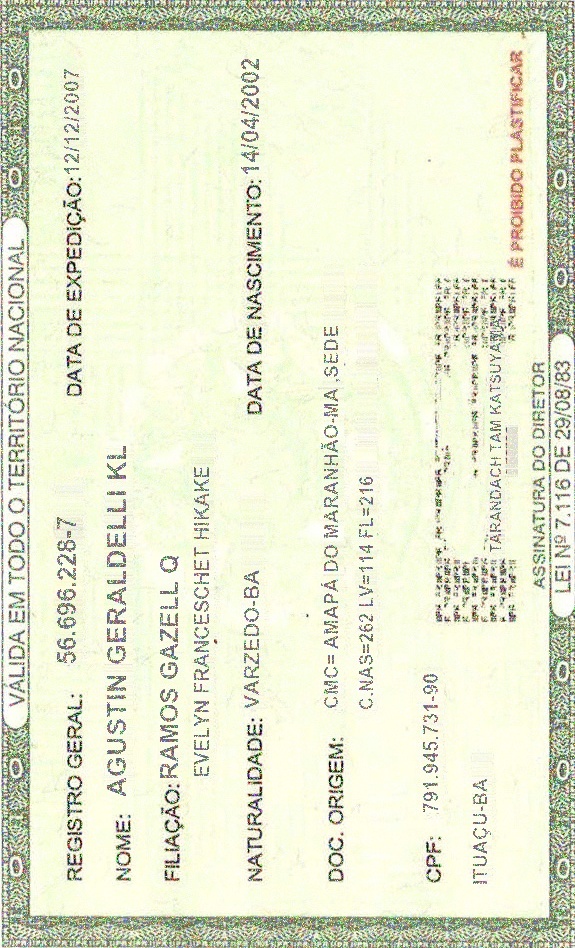 VÁLIDA EM TODO O TERRITÓRIO NACIONAL
REGISTRO GERAL: 56.696.228-7 DATA DE EXPEDIÇÃO: 12/12/2007
NOME: AGUSTIN GERALDELLI KL
FILIAÇÃO: RAMOS GAZELL Q
EVELYN FRANCESCHET HIKAKE
NATURALIDADE: VARZEDO-BA DATA DE NASCIMENTO: 14/04/2002
DOC. ORIGEM: CMC= AMAPÁ DO MARANHÃO-MA ,SEDE
C.NAS=262 LV=114 FL=216
CPF: 791.945.731-90
ITUAÇU-BA
TARANDACH TAM KATSUYAMA
É PROIBIDO PLASTIFICAR
ASSINATURA DO DIRETOR
LEI Nº 7.116 DE 29/08/83